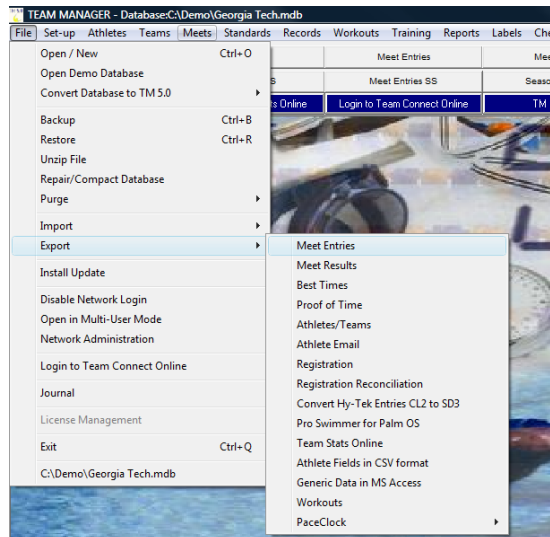 TEAM MANAGER - Database:C:\Demo\Georgia Tech.mdb
File Set-up Athletes Teams Meets Standards Records Workouts Training Reports Labels
Open / New Ctrl+O
Open Demo Database
Convert Database to TM 5.0
Backup Ctrl+B
Restore Ctrl+R
Unzip File
Repair/Compact Database
Purge
Import
Export
Install Update
Disable Network Login
Open in Multi-User Mode
Network Administration
Login to Team Connect Online
Journal
License Management
Exit Ctrl+Q
C:\Demo\Georgia Tech.mdb
Meet Entries
Meet Entries SS
Online Login to Team Connect Online TM
Meet Entries
Meet Results
Best Times
Proof of Time
Athletes/Teams
Athlete Email
Registration
Registration Reconciliation
Convert Hy-Tek Entries CL2 to SD3
Pro Swimmer for Palm OS
Team Stats Online
Athlete Fields in CSV format
Generic Data in MS Access
Workouts
PaceClock